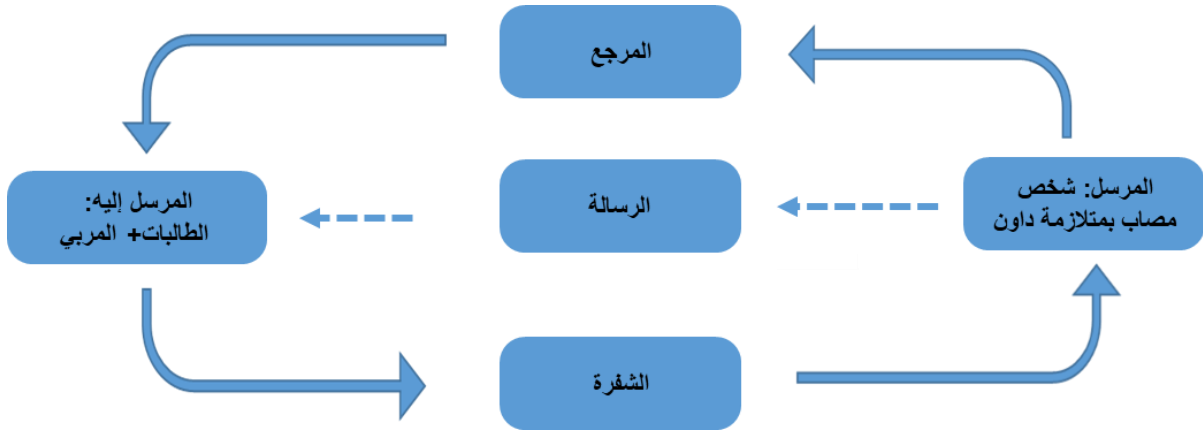 المرجع
المرسل: شخص
مصاب بمتلازمة داون
الرسالة
المرسل إليه:
الطالبات+ المربي
الشفرة